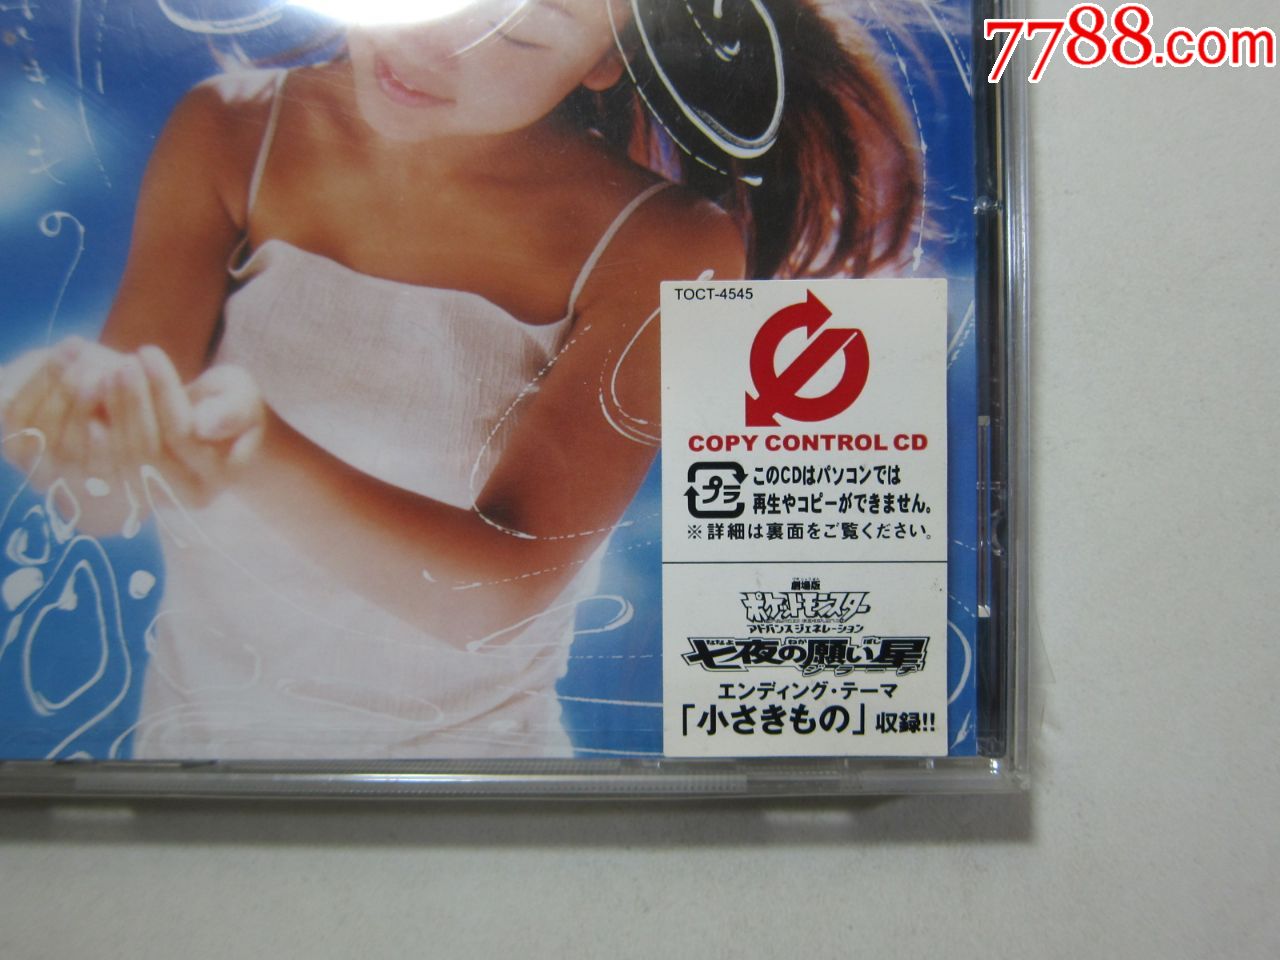 7788.com
TOCT-4545
COPY CONTROL CD
プラ
このCDはパソコンでは
再生やコピーができません。
※詳細は裏面をご覧ください。
劇場版
ポケットモンスター
アドバンスジェネレーション
七夜の願い星
ジラーチ
エンディング・テーマ
「小さきもの」収録!!